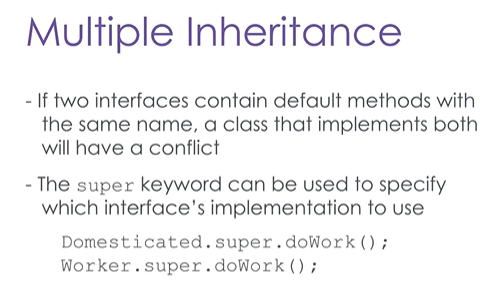 Multiple Inheritance
- If two interfaces contain default methods with
the same name, a class that implements both
will have a conflict
- The super keyword can be used to specify
which interface's implementation to use
Domesticated.super.doWork();
Worker.super.doWork();